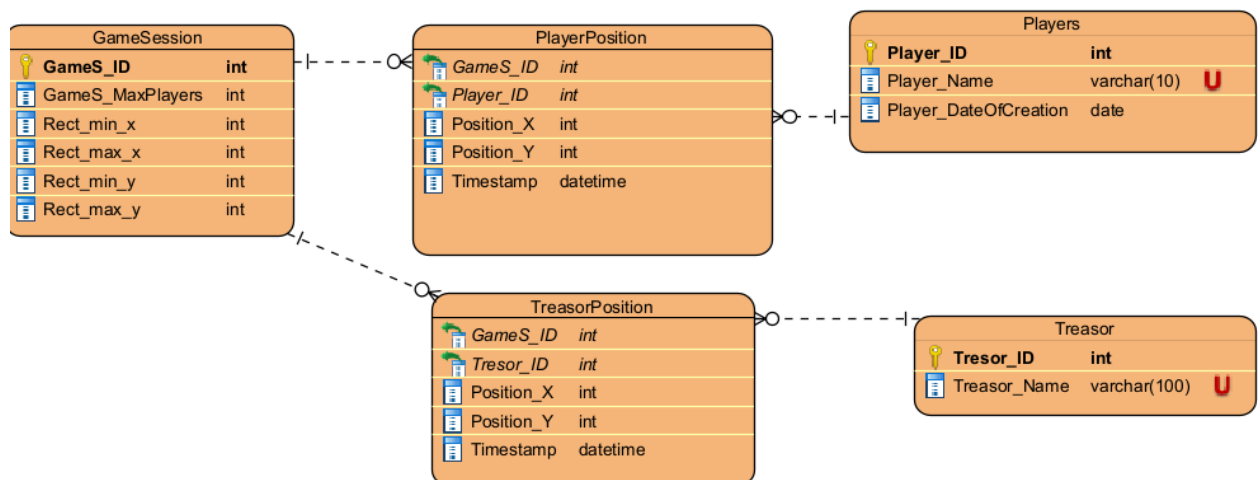 GameSession
GameS_ID int
GameS_MaxPlayers int
Rect_min_x int
Rect_max_x int
Rect_min_y int
Rect_max_y int
PlayerPosition
GameS_ID int
Player_ID int
Position_X int
Position_Y int
Timestamp datetime
Players
Player_ID int
Player_Name varchar(10) U
Player_DateOfCreation date
TreasorPosition
GameS_ID int
Tresor_ID int
Position_X int
Position_Y int
Timestamp datetime
Treasor
Tresor_ID int
Treasor_Name varchar(100) U